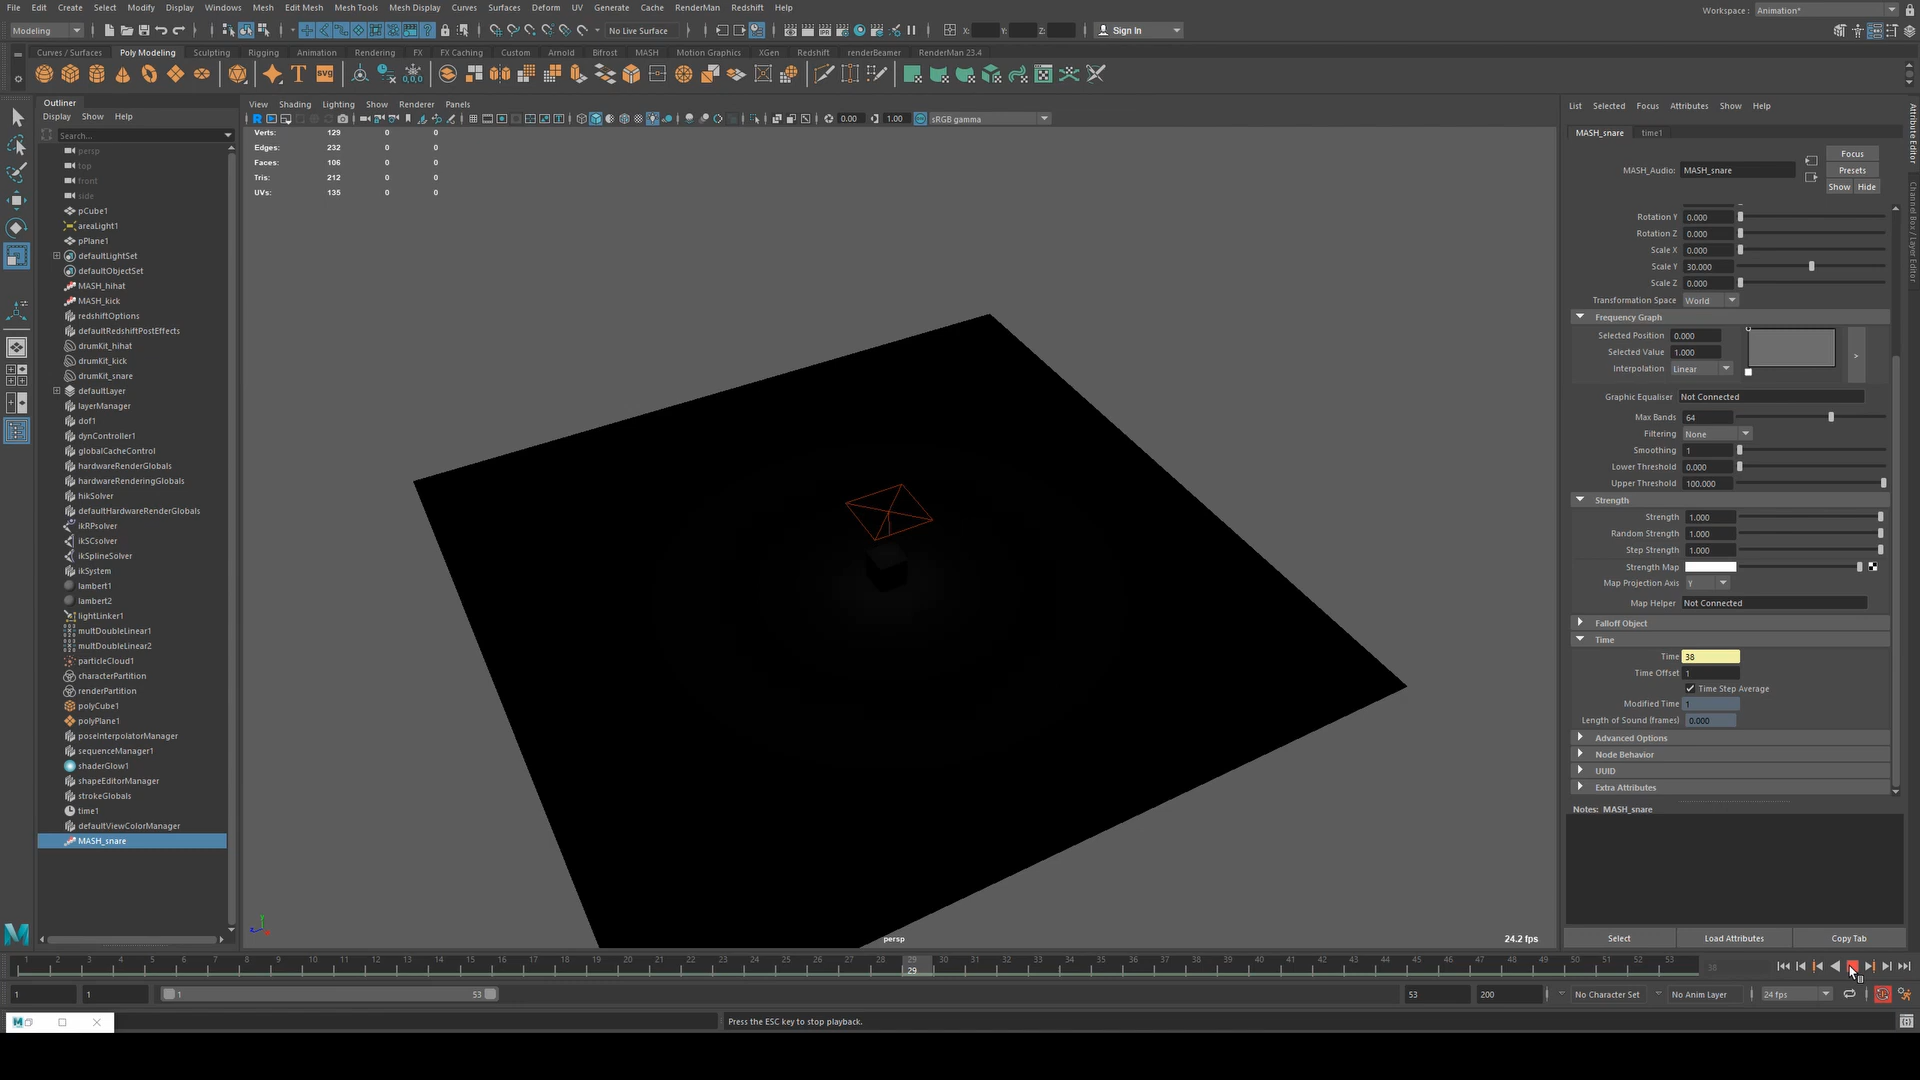 File Edit Create Select Modify Display Windows Mesh Edit Mesh Mesh Tools Mesh Display Curves Surfaces Deform UV Generate Cache RenderMan Redshift Help
Workspace : Animation*
Modeling
No Live Surface
X:
Y:
Z:
Sign In
Curves / Surfaces Poly Modeling Sculpting Rigging Animation Rendering FX FX Caching Custom Arnold Bifrost MASH Motion Graphics XGen Redshift renderBeamer RenderMan 23.4
Outliner
Display Show Help
Search...
persp
top
front
side
pCube1
areaLight1
pPlane1
defaultLightSet
defaultObjectSet
MASH_hihat
MASH_kick
redshiftOptions
defaultRedshiftPostEffects
drumKit_hihat
drumKit_kick
drumKit_snare
defaultLayer
layerManager
dof1
dynController1
globalCacheControl
hardwareRenderGlobals
hardwareRenderingGlobals
hikSolver
defaultHardwareRenderGlobals
ikRPsolver
ikSCsolver
ikSplineSolver
ikSystem
lambert1
lambert2
lightLinker1
multDoubleLinear1
multDoubleLinear2
particleCloud1
characterPartition
renderPartition
polyCube1
polyPlane1
poseInterpolatorManager
sequenceManager1
shaderGlow1
shapeEditorManager
strokeGlobals
time1
defaultViewColorManager
MASH_snare
View Shading Lighting Show Renderer Panels
0.00
1.00
sRGB gamma
Verts: 129 0 0
Edges: 232 0 0
Faces: 106 0 0
Tris: 212 0 0
UVs: 135 0 0
persp
24.2 fps
List Selected Focus Attributes Show Help
MASH_snare time1
MASH_Audio: MASH_snare
Focus
Presets
Show Hide
Rotation Y 0.000
Rotation Z 0.000
Scale X 0.000
Scale Y 30.000
Scale Z 0.000
Transformation Space World
Frequency Graph
Selected Position 0.000
Selected Value 1.000
Interpolation Linear
>
Graphic Equaliser Not Connected
Max Bands 64
Filtering None
Smoothing 1
Lower Threshold 0.000
Upper Threshold 100.000
Strength
Strength 1.000
Random Strength 1.000
Step Strength 1.000
Strength Map
Map Projection Axis Y
Map Helper Not Connected
Falloff Object
Time
Time 38
Time Offset 1
Time Step Average
Modified Time 1
Length of Sound (frames) 0.000
Advanced Options
Node Behavior
UUID
Extra Attributes
Notes: MASH_snare
Select Load Attributes Copy Tab
Attribute Editor
Channel Box / Layer Editor
1 2 3 4 5 6 7 8 9 10 11 12 13 14 15 16 17 18 19 20 21 22 23 24 25 26 27 28 29 30 31 32 33 34 35 36 37 38 39 40 41 42 43 44 45 46 47 48 49 50 51 52 53
29
38
1 1 1 53 53 200 No Character Set No Anim Layer 24 fps
Press the ESC key to stop playback.